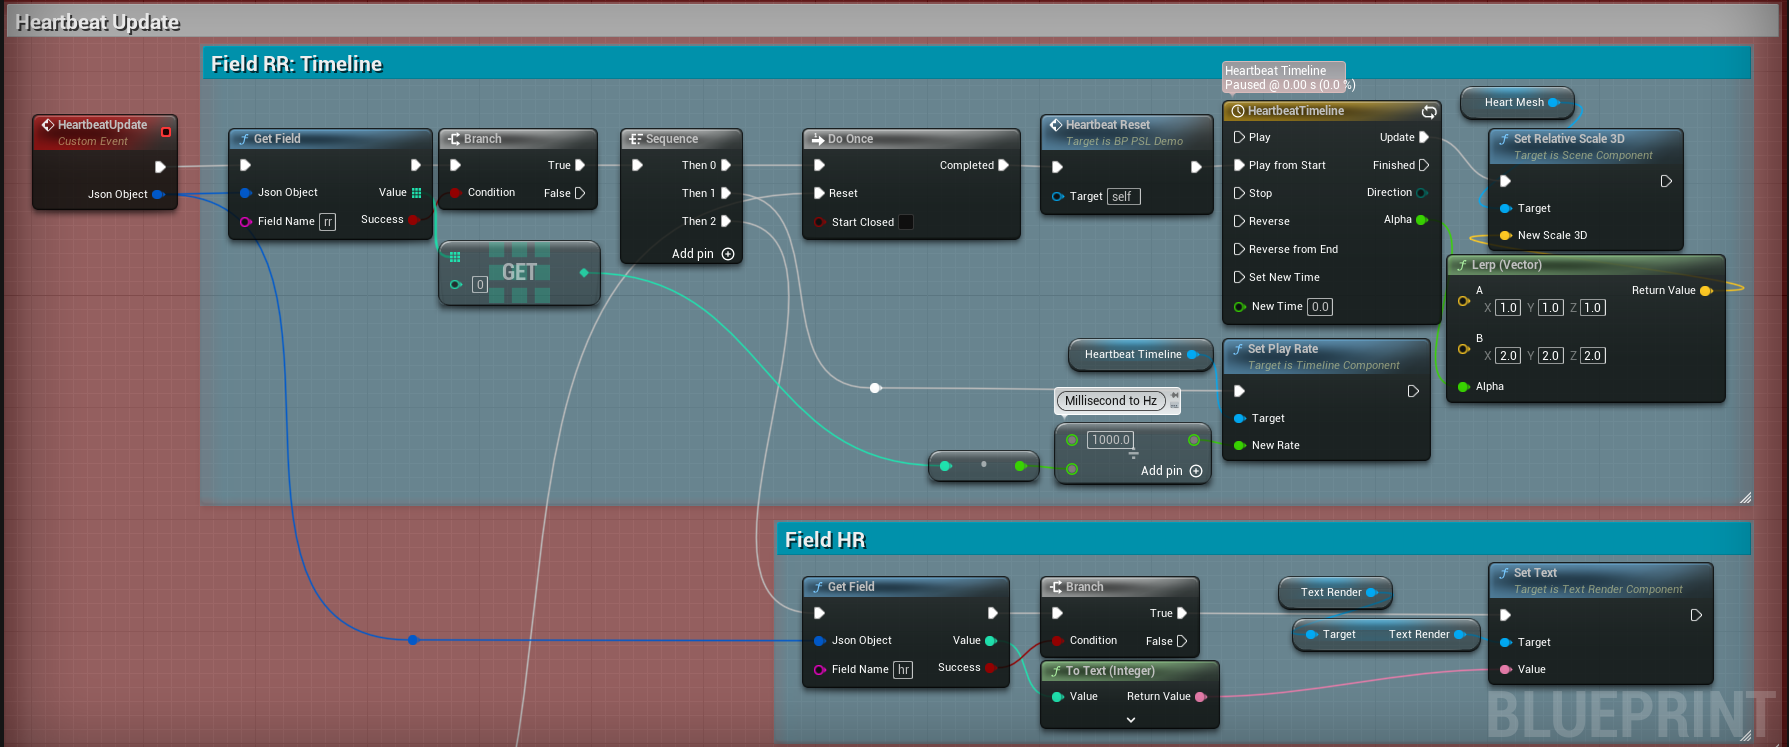 Heartbeat Update
Field RR: Timeline
HeartbeatUpdate
Custom Event
Json Object
Get Field
Json Object
Value
Field Name
rr
Success
Branch
True
Condition
False
GET
0
Sequence
Then 0
Then 1
Then 2
Add pin
Do Once
Completed
Reset
Start Closed
Heartbeat Reset
Target is BP PSL Demo
Target
self
Heartbeat Timeline
Paused @ 0.00 s (0.0 %)
HeartbeatTimeline
Play
Update
Play from Start
Finished
Stop
Direction
Reverse
Alpha
Reverse from End
Set New Time
New Time
0.0
Heart Mesh
Set Relative Scale 3D
Target is Scene Component
Target
New Scale 3D
Lerp (Vector)
A
Return Value
X 1.0 Y 1.0 Z 1.0
B
X 2.0 Y 2.0 Z 2.0
Alpha
Heartbeat Timeline
Set Play Rate
Target is Timeline Component
Target
New Rate
Millisecond to Hz
1000.0
÷
Add pin
Field HR
Get Field
Json Object
Value
Field Name
hr
Success
Branch
True
Condition
False
To Text (Integer)
Value
Return Value
Text Render
Target
Text Render
Set Text
Target is Text Render Component
Target
Value
BLUEPRINT